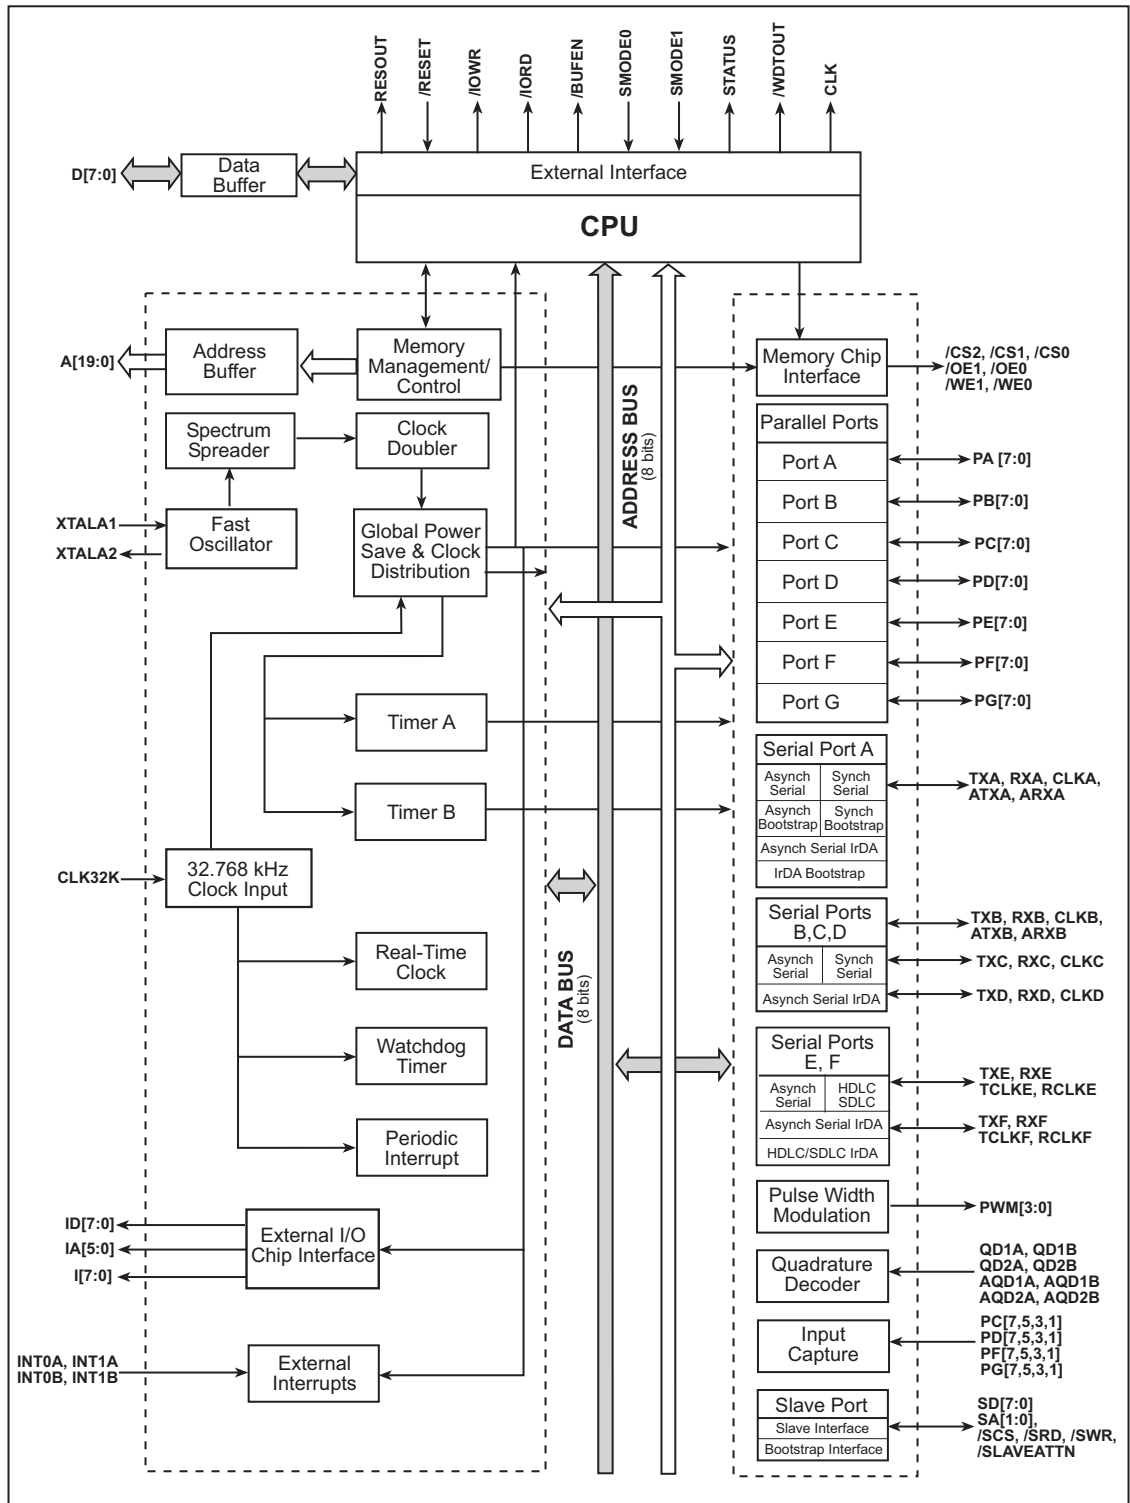 RESOUT
/RESET
/IOWR
/IORD
/BUFEN
SMODE0
SMODE1
STATUS
/WDTOUT
CLK
D[7:0]
Data
Buffer
External Interface
CPU
A[19:0]
Address
Buffer
Memory
Management/
Control
Memory Chip
Interface
/CS2, /CS1, /CS0
/OE1, /OE0
/WE1, /WE0
Spectrum
Spreader
Clock
Doubler
ADDRESS BUS
(8 bits)
XTALA1
XTALA2
Fast
Oscillator
Global Power
Save & Clock
Distribution
Parallel Ports
Port A
PA [7:0]
Port B
PB[7:0]
Port C
PC[7:0]
Port D
PD[7:0]
Port E
PE[7:0]
Port F
PF[7:0]
Port G
PG[7:0]
Timer A
Timer B
Serial Port A
Asynch
Serial
Synch
Serial
Asynch
Bootstrap
Synch
Bootstrap
Asynch Serial IrDA
IrDA Bootstrap
TXA, RXA, CLKA,
ATXA, ARXA
CLK32K
32.768 kHz
Clock Input
Real-Time
Clock
Watchdog
Timer
Periodic
Interrupt
DATA BUS
(8 bits)
Serial Ports
B,C,D
Asynch
Serial
Synch
Serial
Asynch Serial IrDA
TXB, RXB, CLKB,
ATXB, ARXB
TXC, RXC, CLKC
TXD, RXD, CLKD
Serial Ports
E, F
Asynch
Serial
HDLC
SDLC
Asynch Serial IrDA
HDLC/SDLC IrDA
TXE, RXE
TCLKE, RCLKE
TXF, RXF
TCLKF, RCLKF
ID[7:0]
IA[5:0]
I[7:0]
External I/O
Chip Interface
Pulse Width
Modulation
PWM[3:0]
Quadrature
Decoder
QD1A, QD1B
QD2A, QD2B
AQD1A, AQD1B
AQD2A, AQD2B
INT0A, INT1A
INT0B, INT1B
External
Interrupts
Input
Capture
PC[7,5,3,1]
PD[7,5,3,1]
PF[7,5,3,1]
PG[7,5,3,1]
Slave Port
Slave Interface
Bootstrap Interface
SD[7:0]
SA[1:0],
/SCS, /SRD, /SWR,
/SLAVEATTN